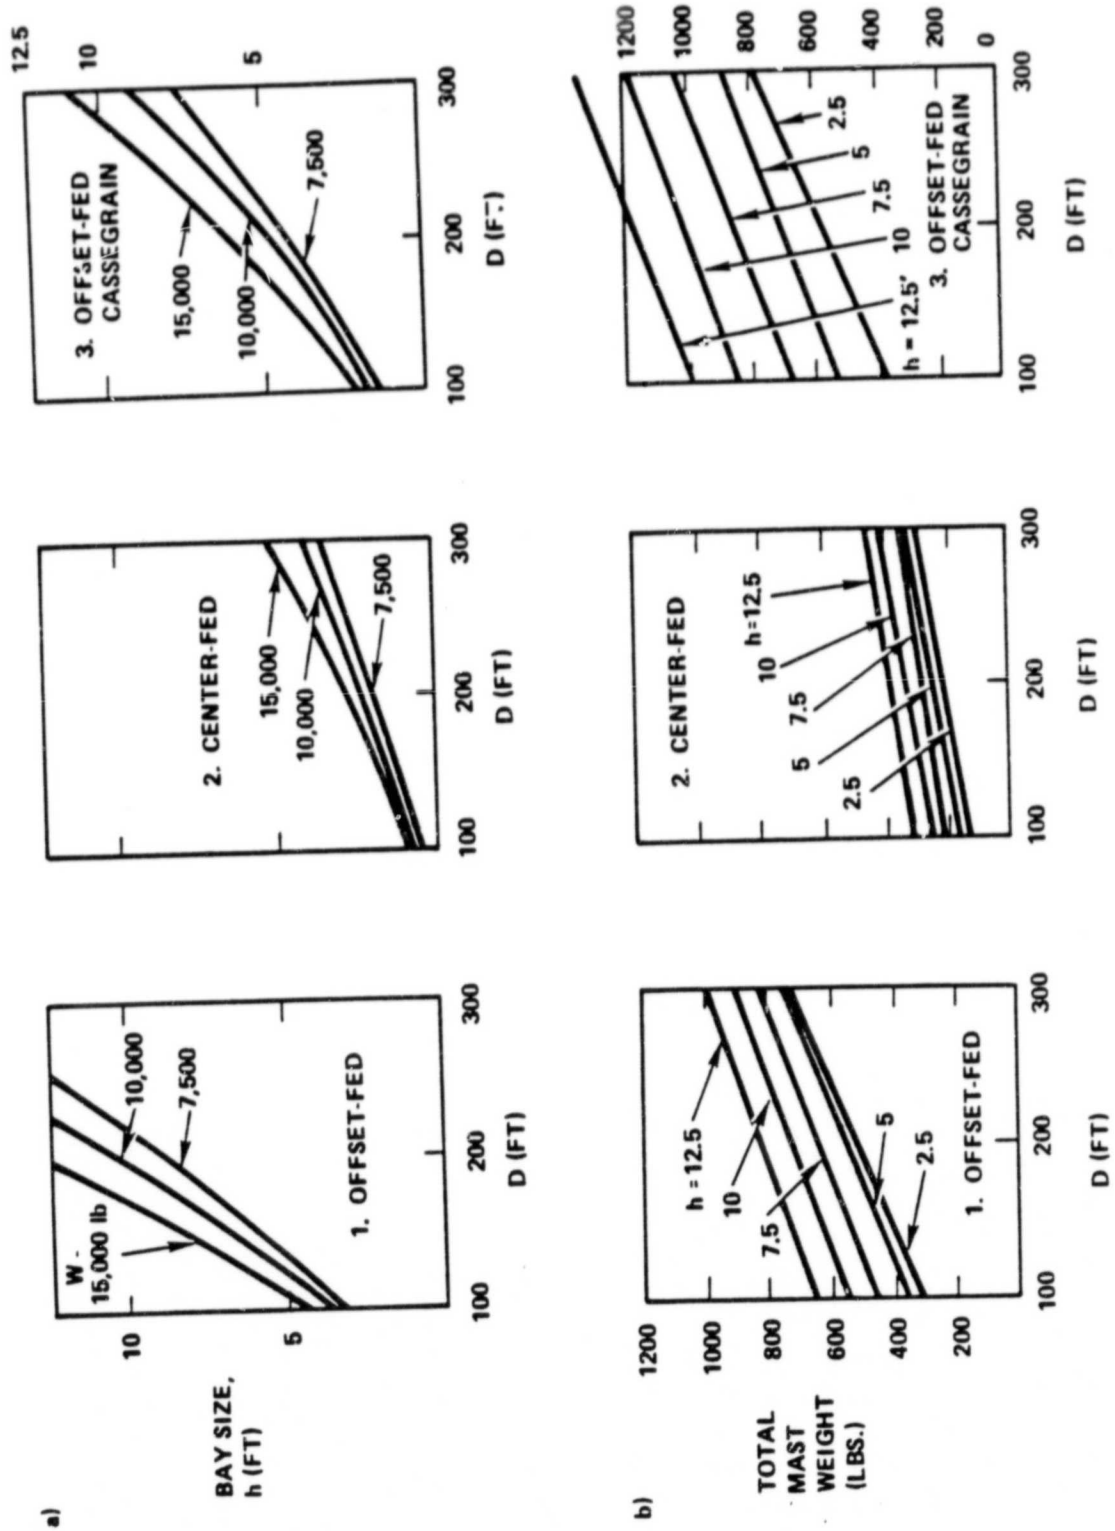 a)
BAY SIZE,
h (FT)
10
5
W -
15,000 lb
10,000
7,500
1. OFFSET-FED
100
200
300
D (FT)
2. CENTER-FED
15,000
10,000
7,500
100
200
300
D (FT)
3. OFFSET-FED
CASSEGRAIN
15,000
10,000
7,500
12.5
10
5
100
200
300
D (FT)
b)
TOTAL
MAST
WEIGHT
(LBS.)
1200
1000
800
600
400
200
h = 12.5
10
7.5
5
2.5
1. OFFSET-FED
100
200
300
D (FT)
2. CENTER-FED
h=12.5
10
7.5
5
2.5
100
200
300
D (FT)
h = 12.5'
10
7.5
5
2.5
3. OFFSET-FED
CASSEGRAIN
1200
1000
800
600
400
200
0
100
200
300
D (FT)